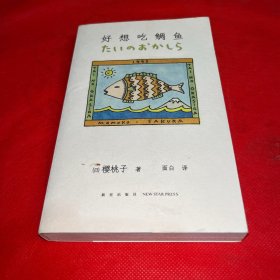 好想吃鲷鱼
たいのおかしら
1993
MOMOKO SAKURA
[日] 樱桃子 著 蛋白 译
新星出版社 NEW STAR PRESS